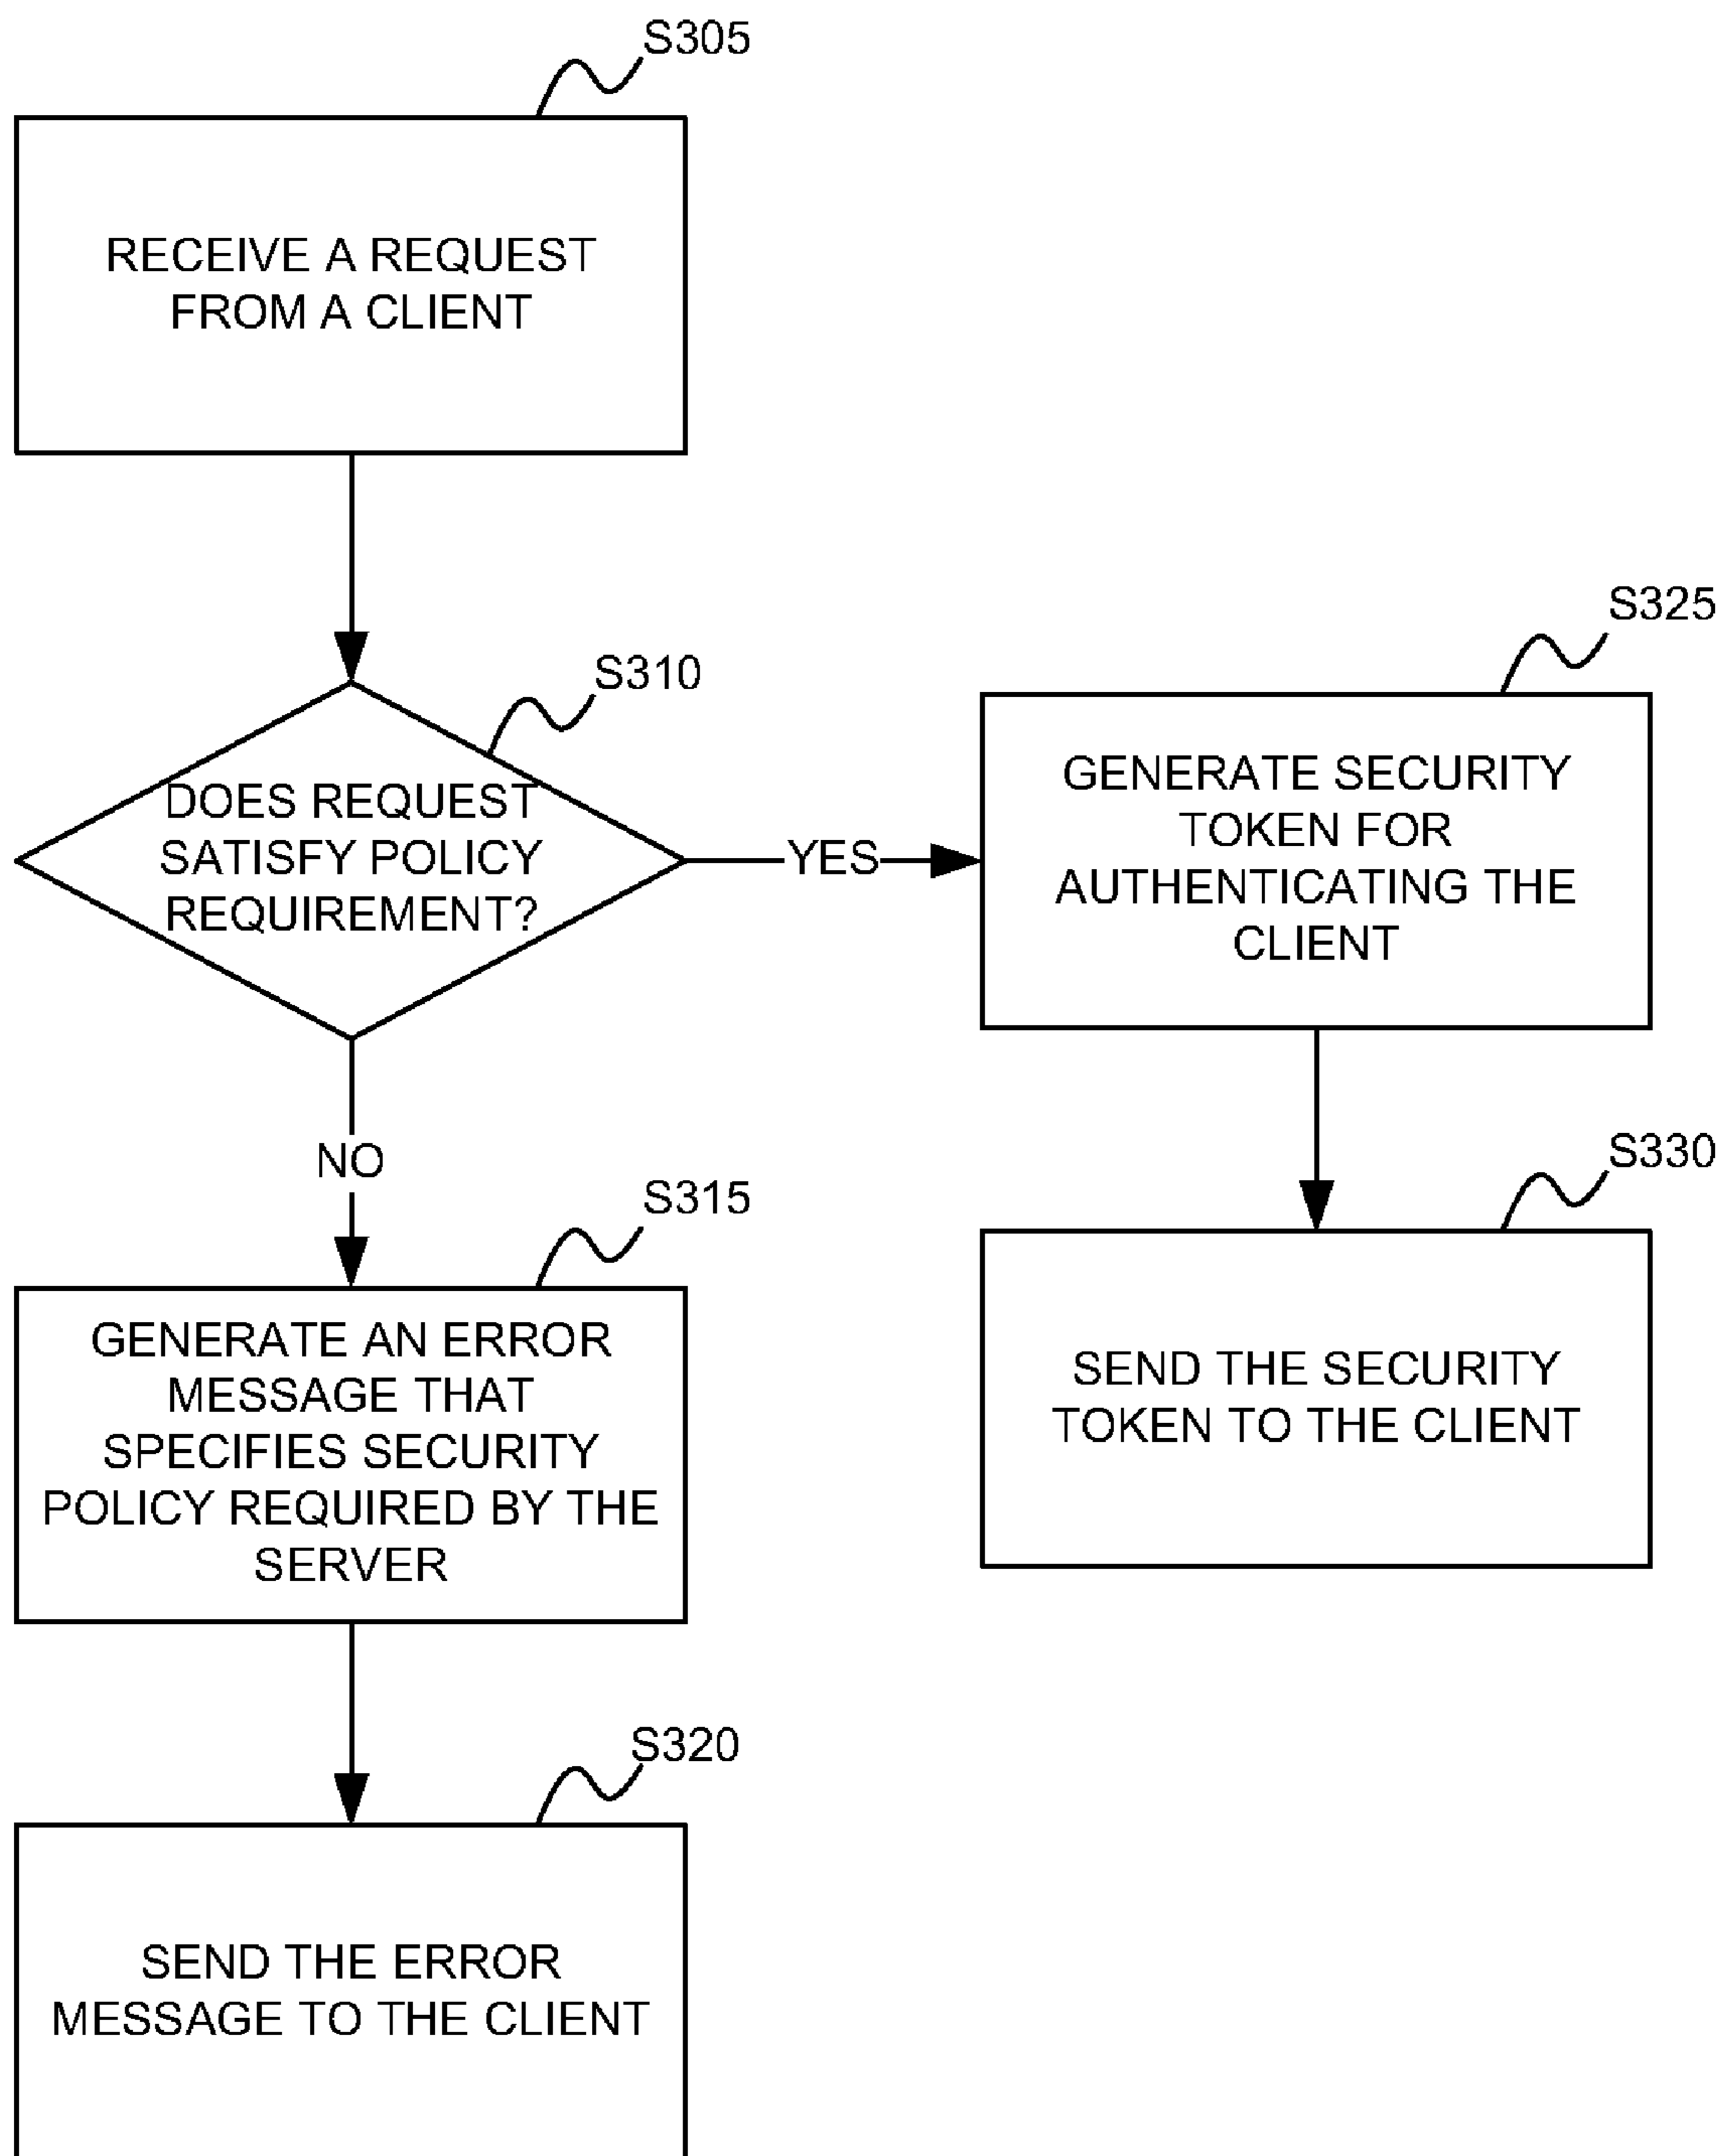 S305
RECEIVE A REQUEST
FROM A CLIENT
S310
DOES REQUEST
SATISFY POLICY
REQUIREMENT?
YES
S325
GENERATE SECURITY
TOKEN FOR
AUTHENTICATING THE
CLIENT
NO
S315
GENERATE AN ERROR
MESSAGE THAT
SPECIFIES SECURITY
POLICY REQUIRED BY THE
SERVER
S330
SEND THE SECURITY
TOKEN TO THE CLIENT
S320
SEND THE ERROR
MESSAGE TO THE CLIENT